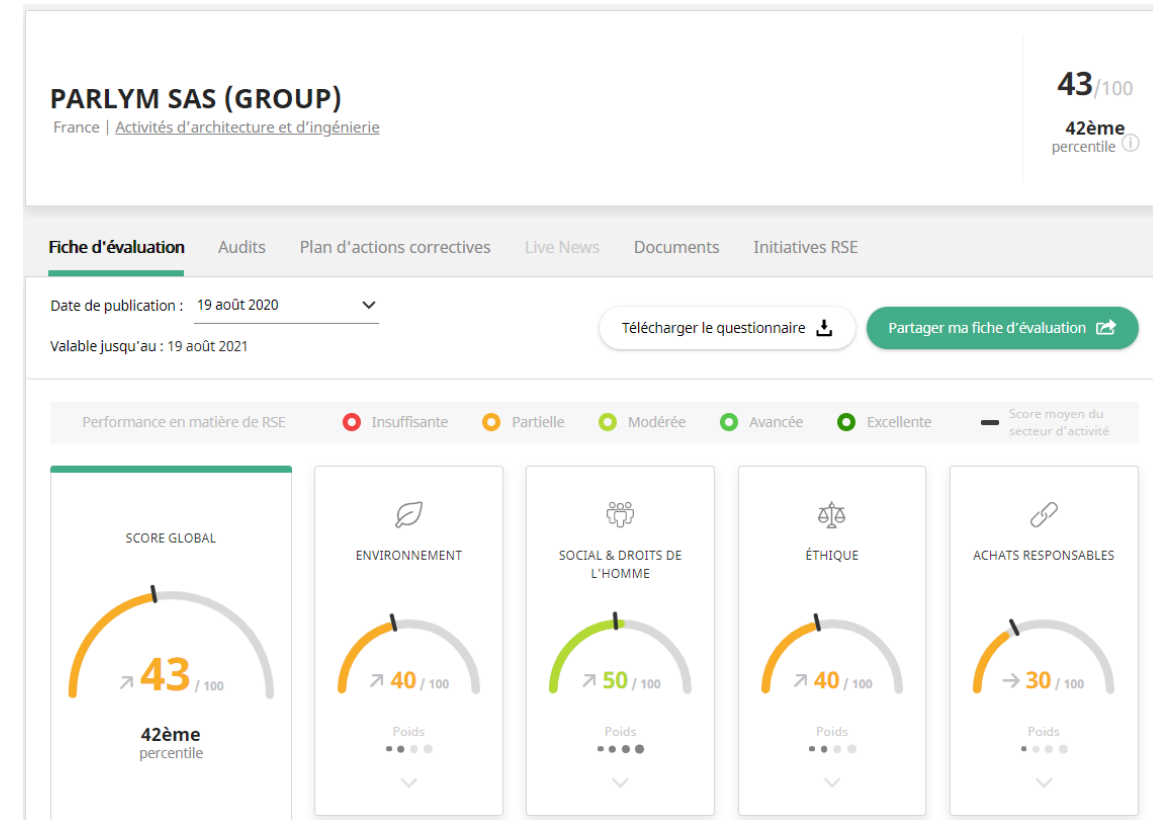 PARLYM SAS (GROUP)
France | Activités d'architecture et d'ingénierie
43/100
42ème
percentile
Fiche d'évaluation Audits Plan d'actions correctives Live News Documents Initiatives RSE
Date de publication : 19 août 2020
Valable jusqu'au : 19 août 2021
Télécharger le questionnaire
Partager ma fiche d'évaluation
Performance en matière de RSE Insuffisante Partielle Modérée Avancée Excellente Score moyen du
secteur d'activité
SCORE GLOBAL
43 / 100
42ème
percentile
ENVIRONNEMENT
40 / 100
Poids
SOCIAL & DROITS DE
L'HOMME
50 / 100
Poids
ÉTHIQUE
40 / 100
Poids
ACHATS RESPONSABLES
30 / 100
Poids